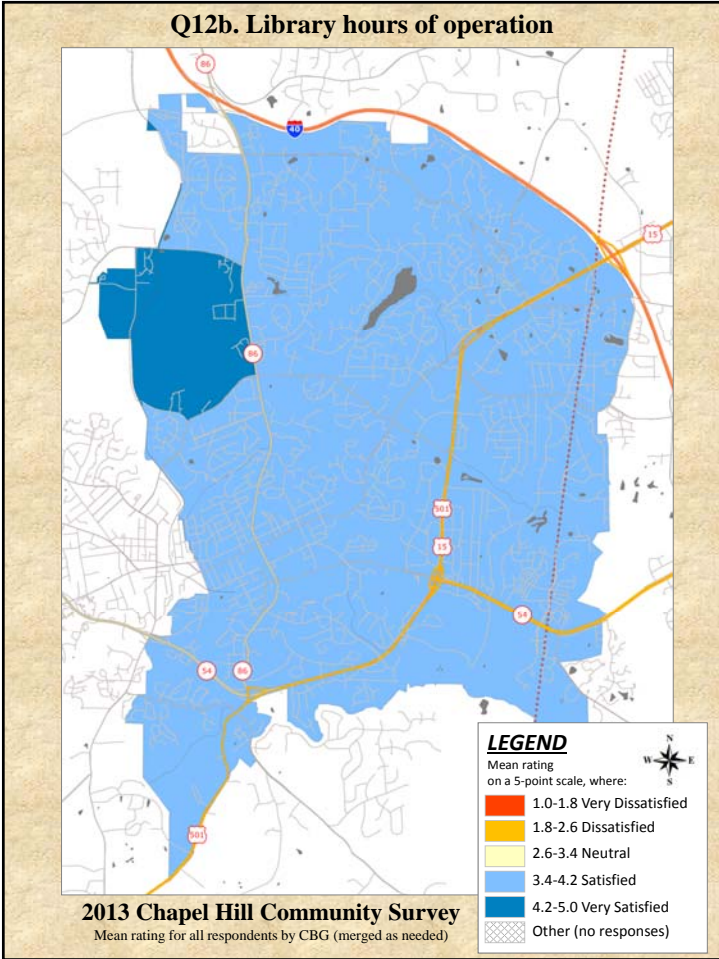 Q12b. Library hours of operation
86
40
15
86
501
15
54
54
86
501
LEGEND
N
W E
S
Mean rating
on a 5-point scale, where:
1.0-1.8 Very Dissatisfied
1.8-2.6 Dissatisfied
2.6-3.4 Neutral
3.4-4.2 Satisfied
4.2-5.0 Very Satisfied
Other (no responses)
2013 Chapel Hill Community Survey
Mean rating for all respondents by CBG (merged as needed)